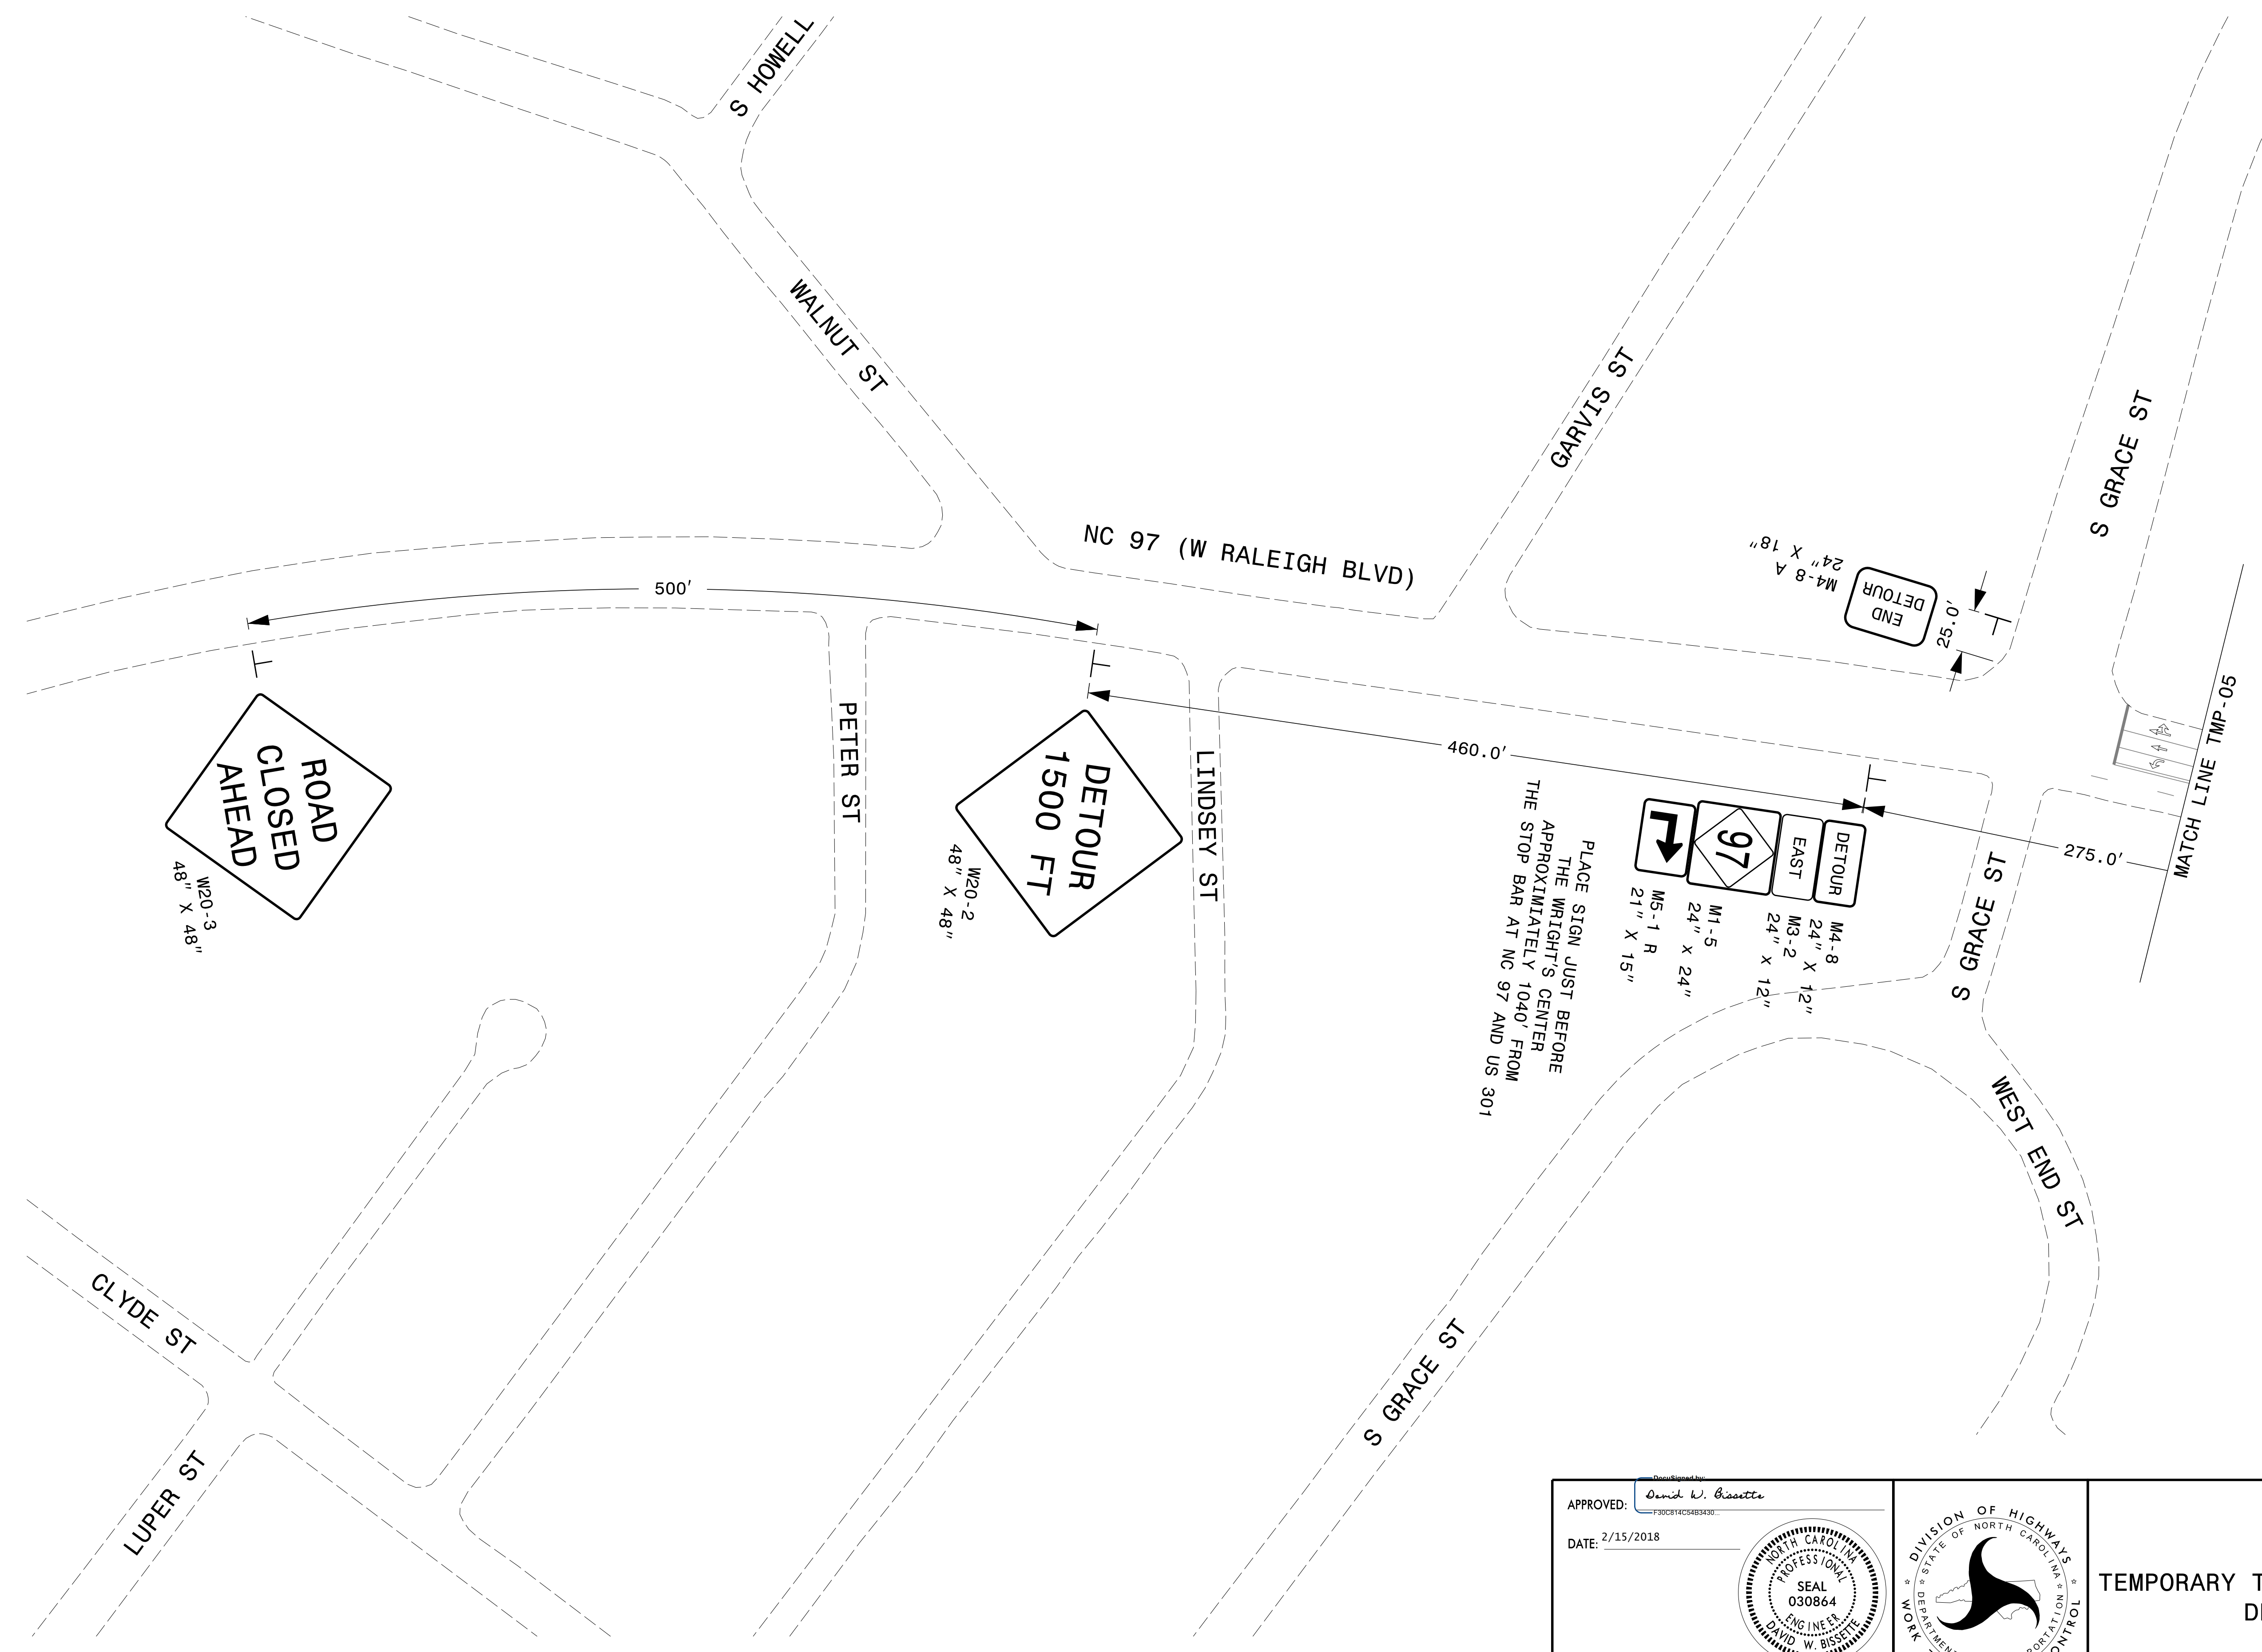 S HOWELL
WALNUT ST
GARVIS ST
S GRACE ST
NC 97 (W RALEIGH BLVD)
500'
M4-8 A
24" X 18"
END
DETOUR
25.0'
MATCH LINE TMP-05
ROAD
CLOSED
AHEAD
W20-3
48" X 48"
PETER ST
DETOUR
1500 FT
W20-2
48" X 48"
LINDSEY ST
460.0'
275.0'
DETOUR
EAST
97
M4-8
24" X 12"
M3-2
24" x 12"
M1-5
24" x 24"
M5-1 R
21" X 15"
PLACE SIGN JUST BEFORE
THE WRIGHT'S CENTER
APPROXIMIATELY 1040' FROM
THE STOP BAR AT NC 97 AND US 301
S GRACE ST
WEST END ST
S GRACE ST
CLYDE ST
LUPER ST
APPROVED:
DocuSigned by:
David W. Bissette
F30C814C54B3430...
DATE: 2/15/2018
NORTH CAROLINA
PROFESSIONAL
SEAL
030864
ENGINEER
DAVID W. BISSETTE
DIVISION OF HIGHWAYS
STATE OF NORTH CAROLINA
WORK
TEMPORARY T